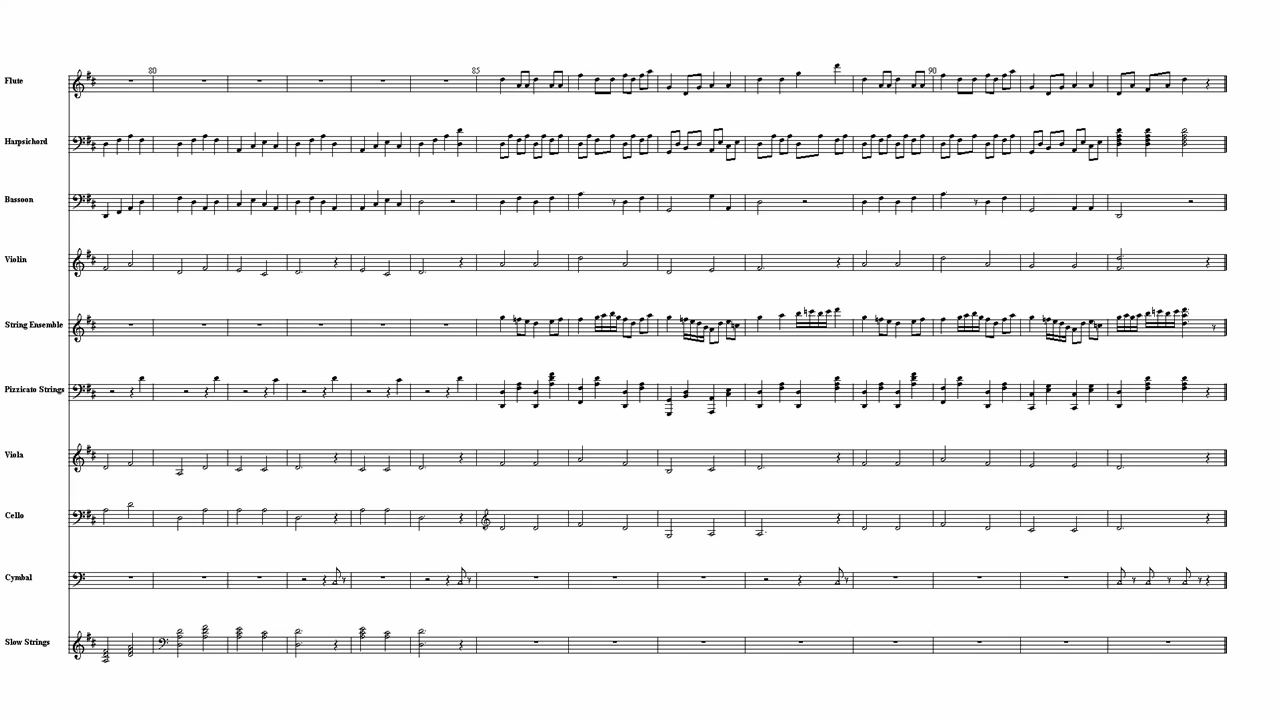 80
85
90
Flute
Harpsichord
Bassoon
Violin
String Ensemble
Pizzicato Strings
Viola
Cello
Cymbal
Slow Strings